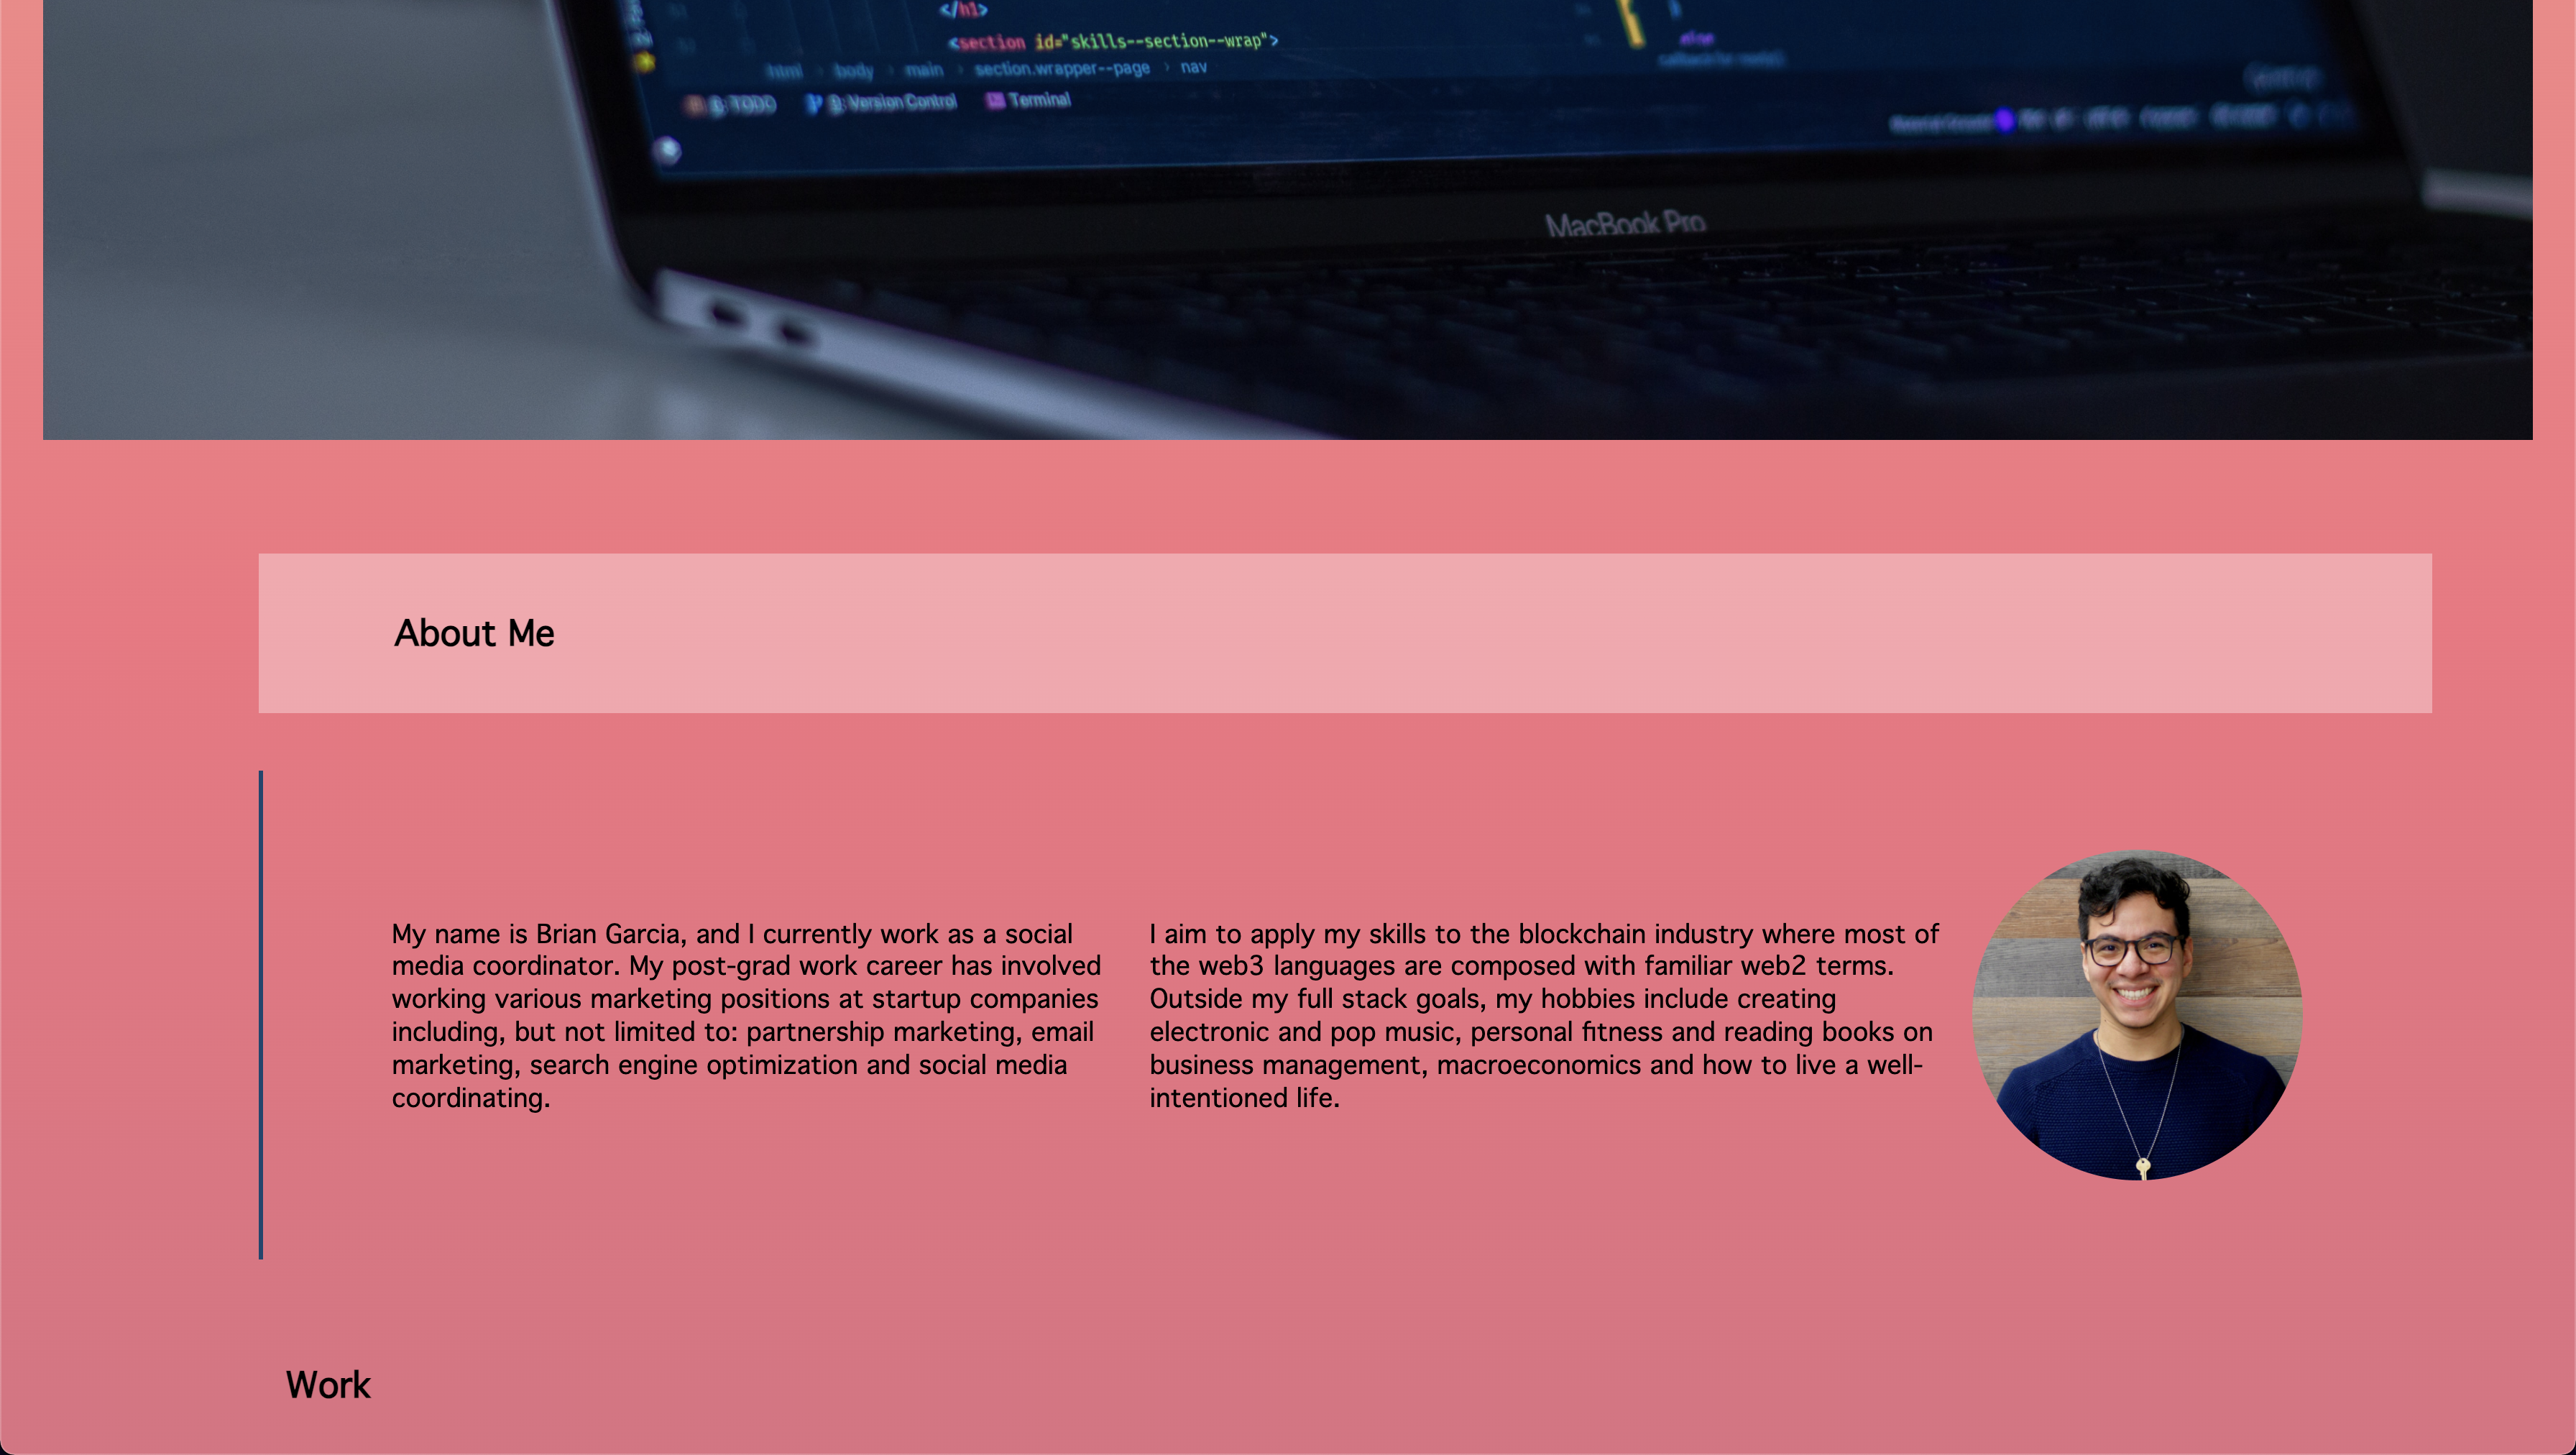 </h1>
<section id="skills--section--wrap">
html > body > main > section.wrapper--page > nav
else
6: TODO 9: Version Control Terminal
MacBook Pro
About Me
My name is Brian Garcia, and I currently work as a social
media coordinator. My post-grad work career has involved
working various marketing positions at startup companies
including, but not limited to: partnership marketing, email
marketing, search engine optimization and social media
coordinating.
I aim to apply my skills to the blockchain industry where most of
the web3 languages are composed with familiar web2 terms.
Outside my full stack goals, my hobbies include creating
electronic and pop music, personal fitness and reading books on
business management, macroeconomics and how to live a well-
intentioned life.
Work